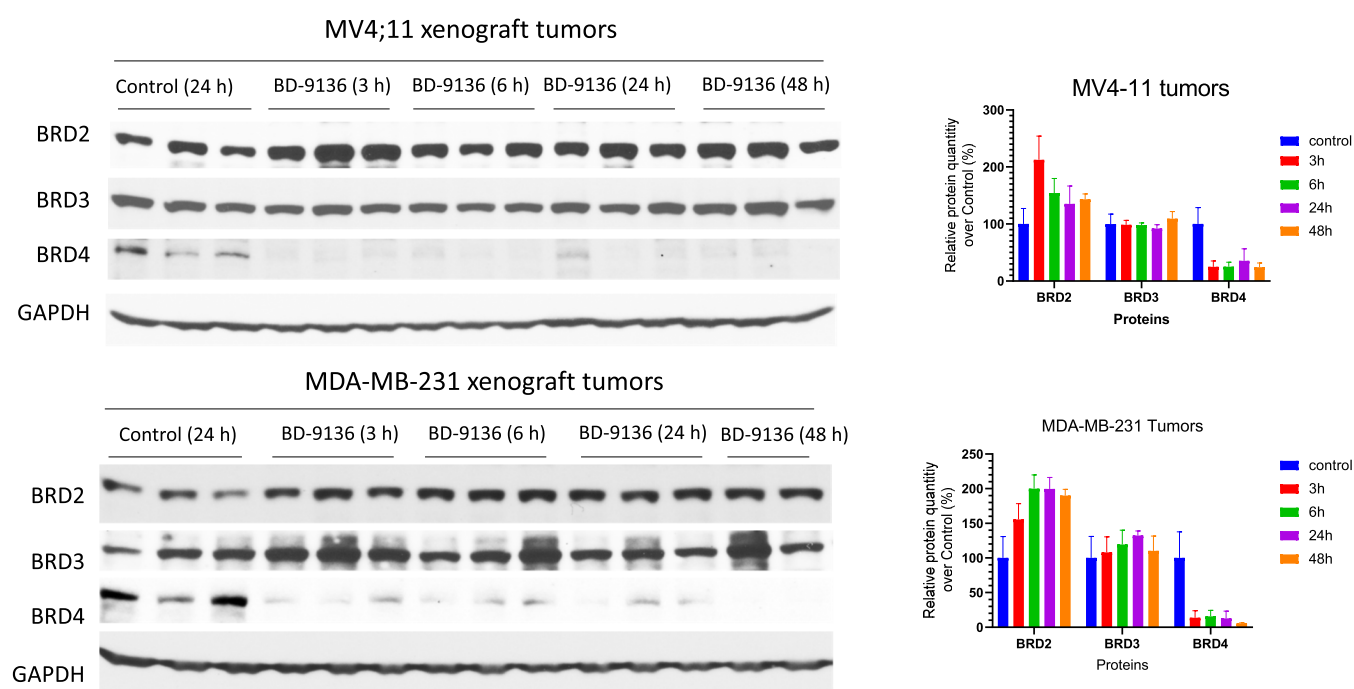 MV4;11 xenograft tumors
Control (24 h) BD-9136 (3 h) BD-9136 (6 h) BD-9136 (24 h) BD-9136 (48 h)
BRD2
BRD3
BRD4
GAPDH
MV4-11 tumors
Relative protein quantitiy
over Control (%)
300
200
100
0
BRD2 BRD3 BRD4
Proteins
control
3h
6h
24h
48h
MDA-MB-231 xenograft tumors
Control (24 h) BD-9136 (3 h) BD-9136 (6 h) BD-9136 (24 h) BD-9136 (48 h)
BRD2
BRD3
BRD4
GAPDH
MDA-MB-231 Tumors
Relative protein quantitiy
over Control (%)
250
200
150
100
50
0
BRD2 BRD3 BRD4
Proteins
control
3h
6h
24h
48h